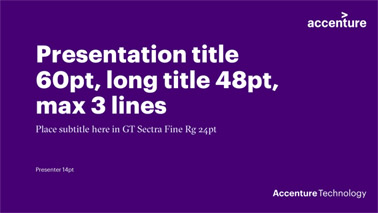 accenture
Presentation title
60pt, long title 48pt,
max 3 lines
Place subtitle here in GT Sectra Fine Rg 24pt
Presenter 14pt
Accenture Technology